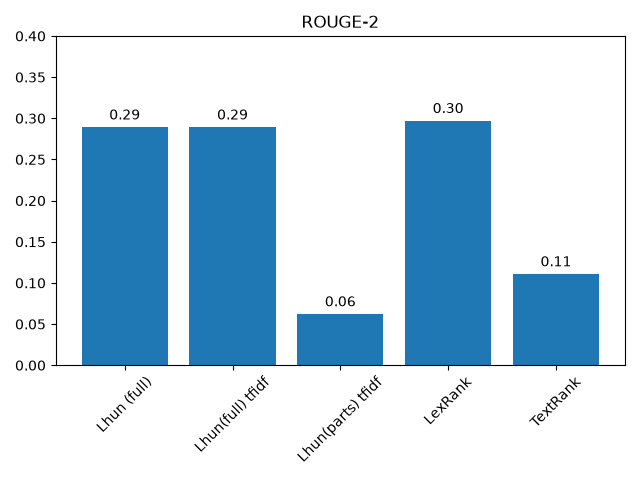 ROUGE-2
0.40
0.35
0.30
0.25
0.20
0.15
0.10
0.05
0.00
0.29
0.29
0.06
0.30
0.11
Lhun (full)
Lhun(full) tfidf
Lhun(parts) tfidf
LexRank
TextRank